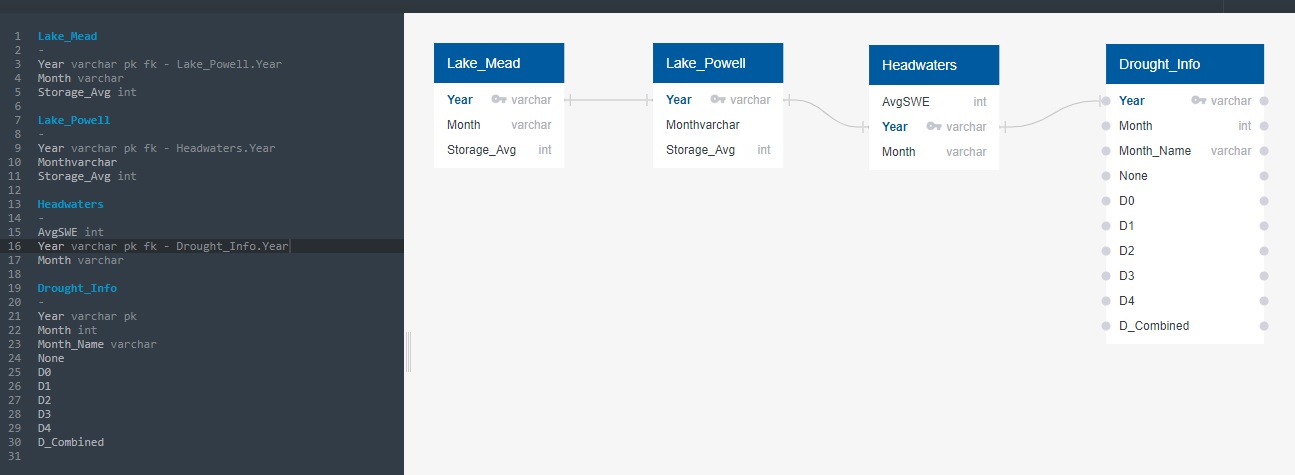 1 Lake_Mead
2 -
3 Year varchar pk fk - Lake_Powell.Year
4 Month varchar
5 Storage_Avg int
6
7 Lake_Powell
8 -
9 Year varchar pk fk - Headwaters.Year
10 Monthvarchar
11 Storage_Avg int
12
13 Headwaters
14 -
15 AvgSWE int
16 Year varchar pk fk - Drought_Info.Year
17 Month varchar
18
19 Drought_Info
20 -
21 Year varchar pk
22 Month int
23 Month_Name varchar
24 None
25 D0
26 D1
27 D2
28 D3
29 D4
30 D_Combined
31
Lake_Mead
Year varchar
Month varchar
Storage_Avg int
Lake_Powell
Year varchar
Monthvarchar
Storage_Avg int
Headwaters
AvgSWE int
Year varchar
Month varchar
Drought_Info
Year varchar
Month int
Month_Name varchar
None
D0
D1
D2
D3
D4
D_Combined